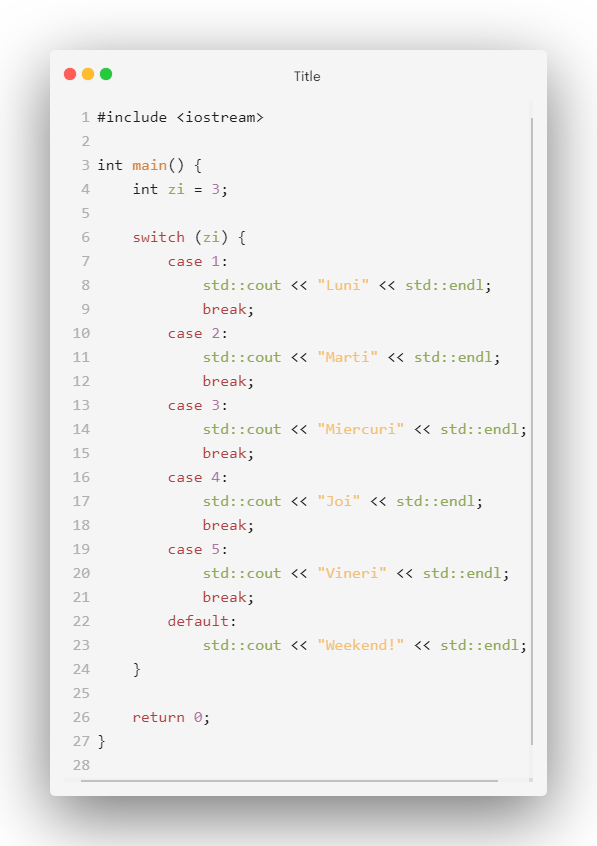 Title
1 #include <iostream>
2
3 int main() {
4     int zi = 3;
5
6     switch (zi) {
7         case 1:
8             std::cout << "Luni" << std::endl;
9             break;
10         case 2:
11             std::cout << "Marti" << std::endl;
12             break;
13         case 3:
14             std::cout << "Miercuri" << std::endl;
15             break;
16         case 4:
17             std::cout << "Joi" << std::endl;
18             break;
19         case 5:
20             std::cout << "Vineri" << std::endl;
21             break;
22         default:
23             std::cout << "Weekend!" << std::endl;
24     }
25
26     return 0;
27 }
28